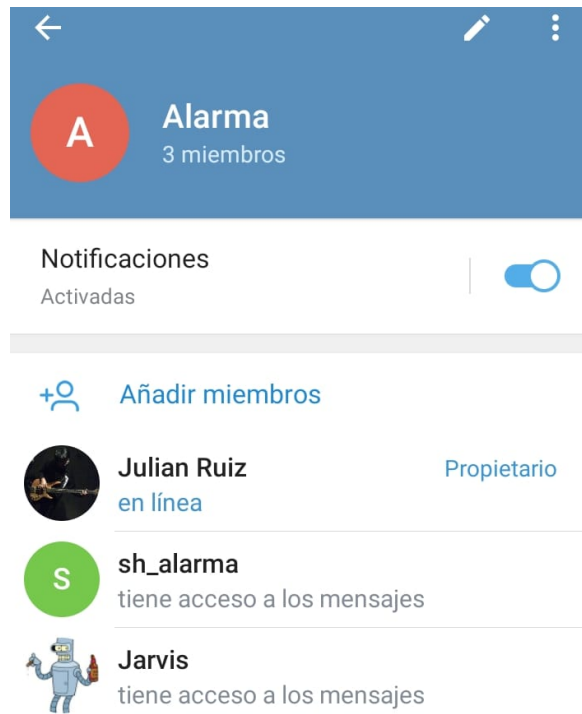 A
Alarma
3 miembros
Notificaciones
Activadas
Añadir miembros
Julian Ruiz
Propietario
en línea
S
sh_alarma
tiene acceso a los mensajes
Jarvis
tiene acceso a los mensajes